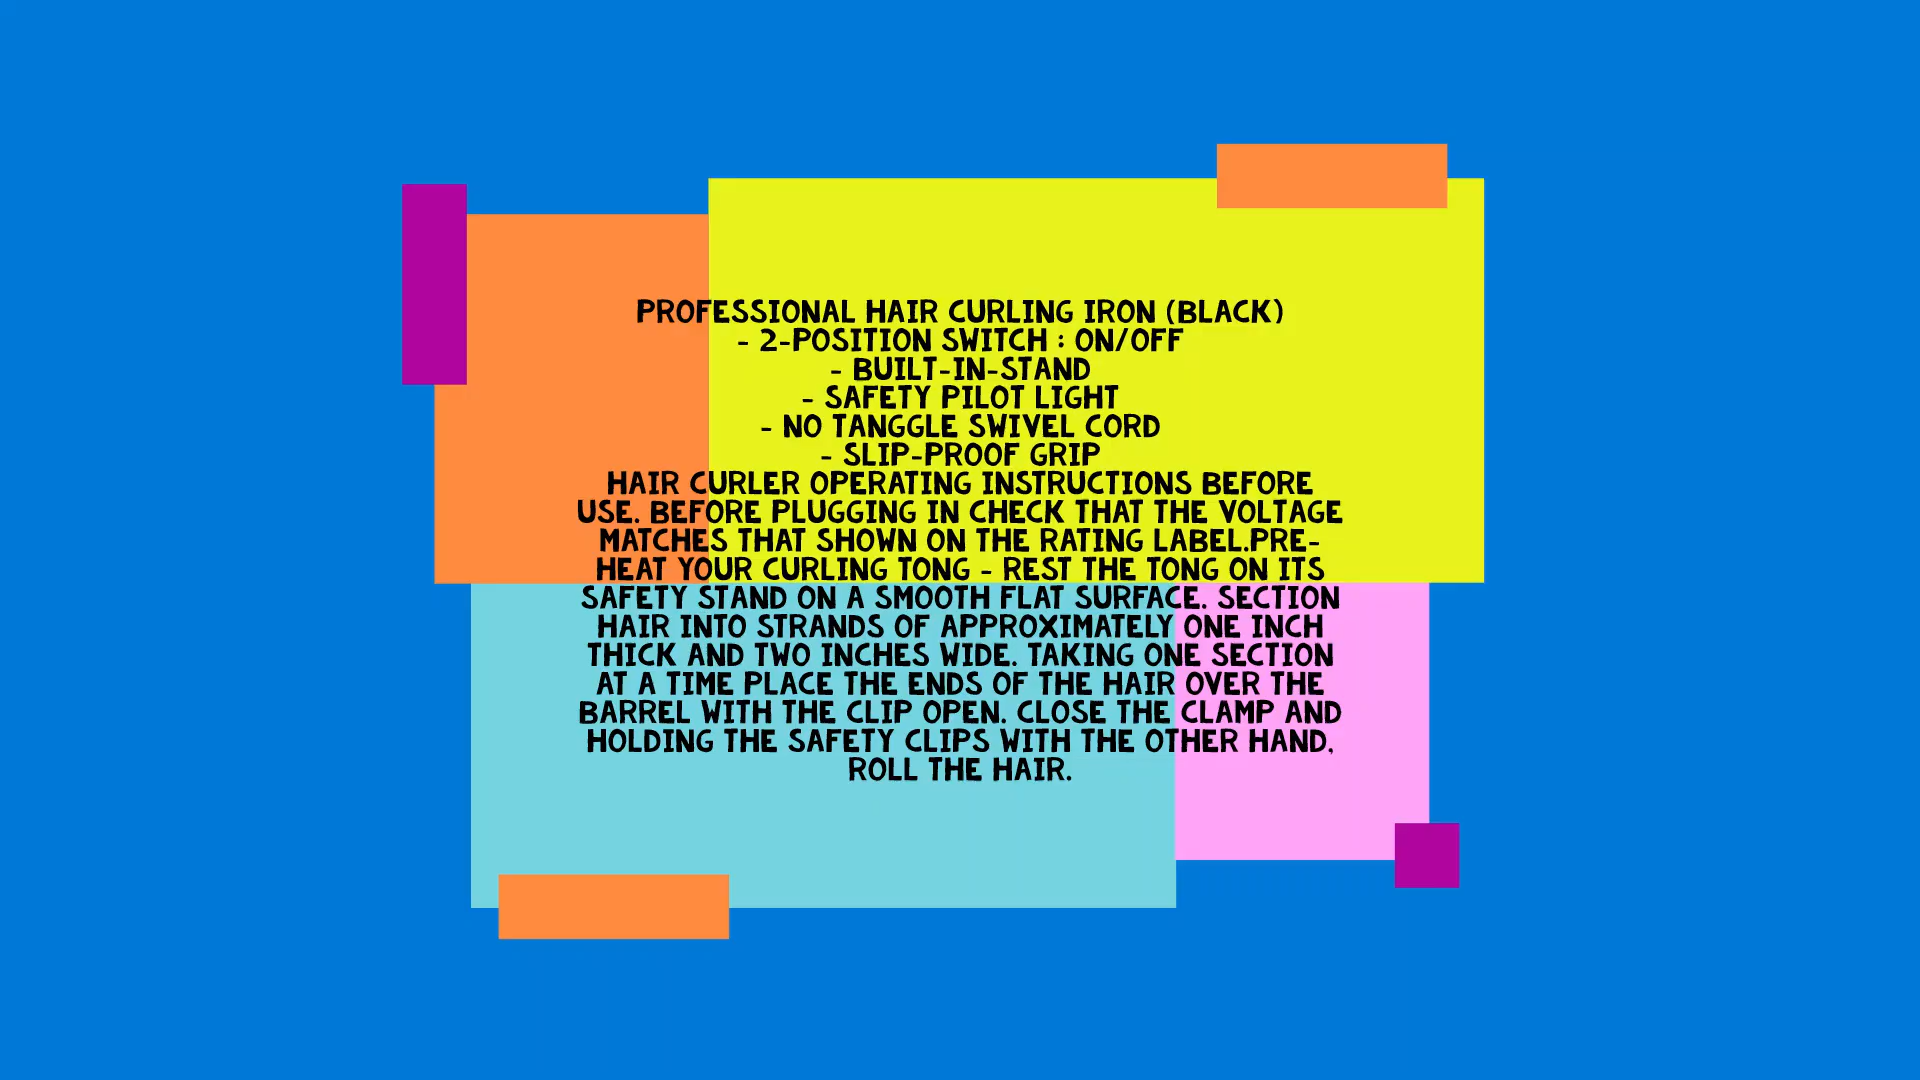 PROFESSIONAL HAIR CURLING IRON (BLACK)
- 2-POSITION SWITCH : ON/OFF
- BUILT-IN-STAND
- SAFETY PILOT LIGHT
- NO TANGGLE SWIVEL CORD
- SLIP-PROOF GRIP
HAIR CURLER OPERATING INSTRUCTIONS BEFORE
USE. BEFORE PLUGGING IN CHECK THAT THE VOLTAGE
MATCHES THAT SHOWN ON THE RATING LABEL.PRE-
HEAT YOUR CURLING TONG - REST THE TONG ON ITS
SAFETY STAND ON A SMOOTH FLAT SURFACE. SECTION
HAIR INTO STRANDS OF APPROXIMATELY ONE INCH
THICK AND TWO INCHES WIDE. TAKING ONE SECTION
AT A TIME PLACE THE ENDS OF THE HAIR OVER THE
BARREL WITH THE CLIP OPEN. CLOSE THE CLAMP AND
HOLDING THE SAFETY CLIPS WITH THE OTHER HAND,
ROLL THE HAIR.